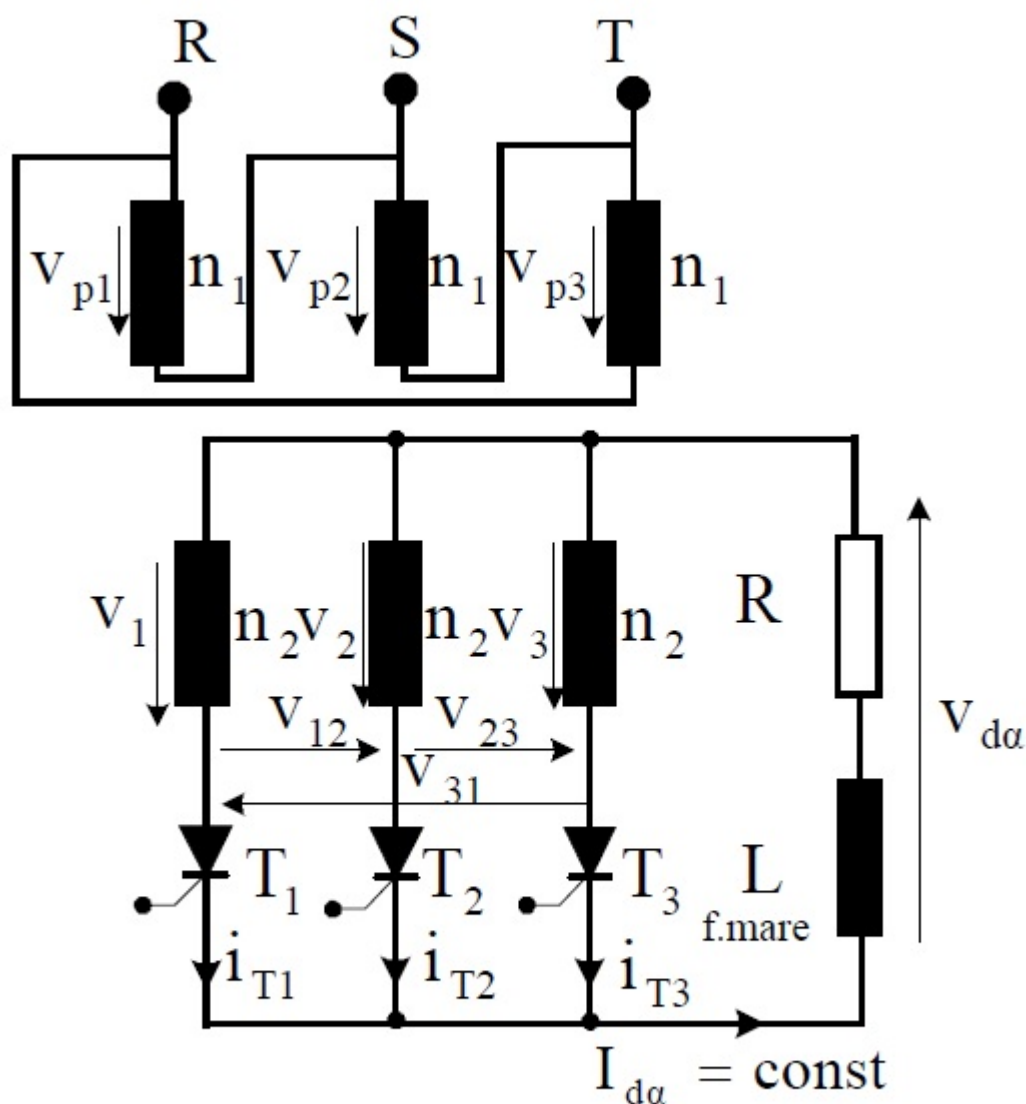 R S T
v p1 n 1 v p2 n 1 v p3 n 1
v 1 n 2 v 2 n 2 v 3 n 2 R
v 12 v 23 v dα
v 31
T 1 T 2 T 3 L
f.mare
i T1 i T2 i T3
I dα = const